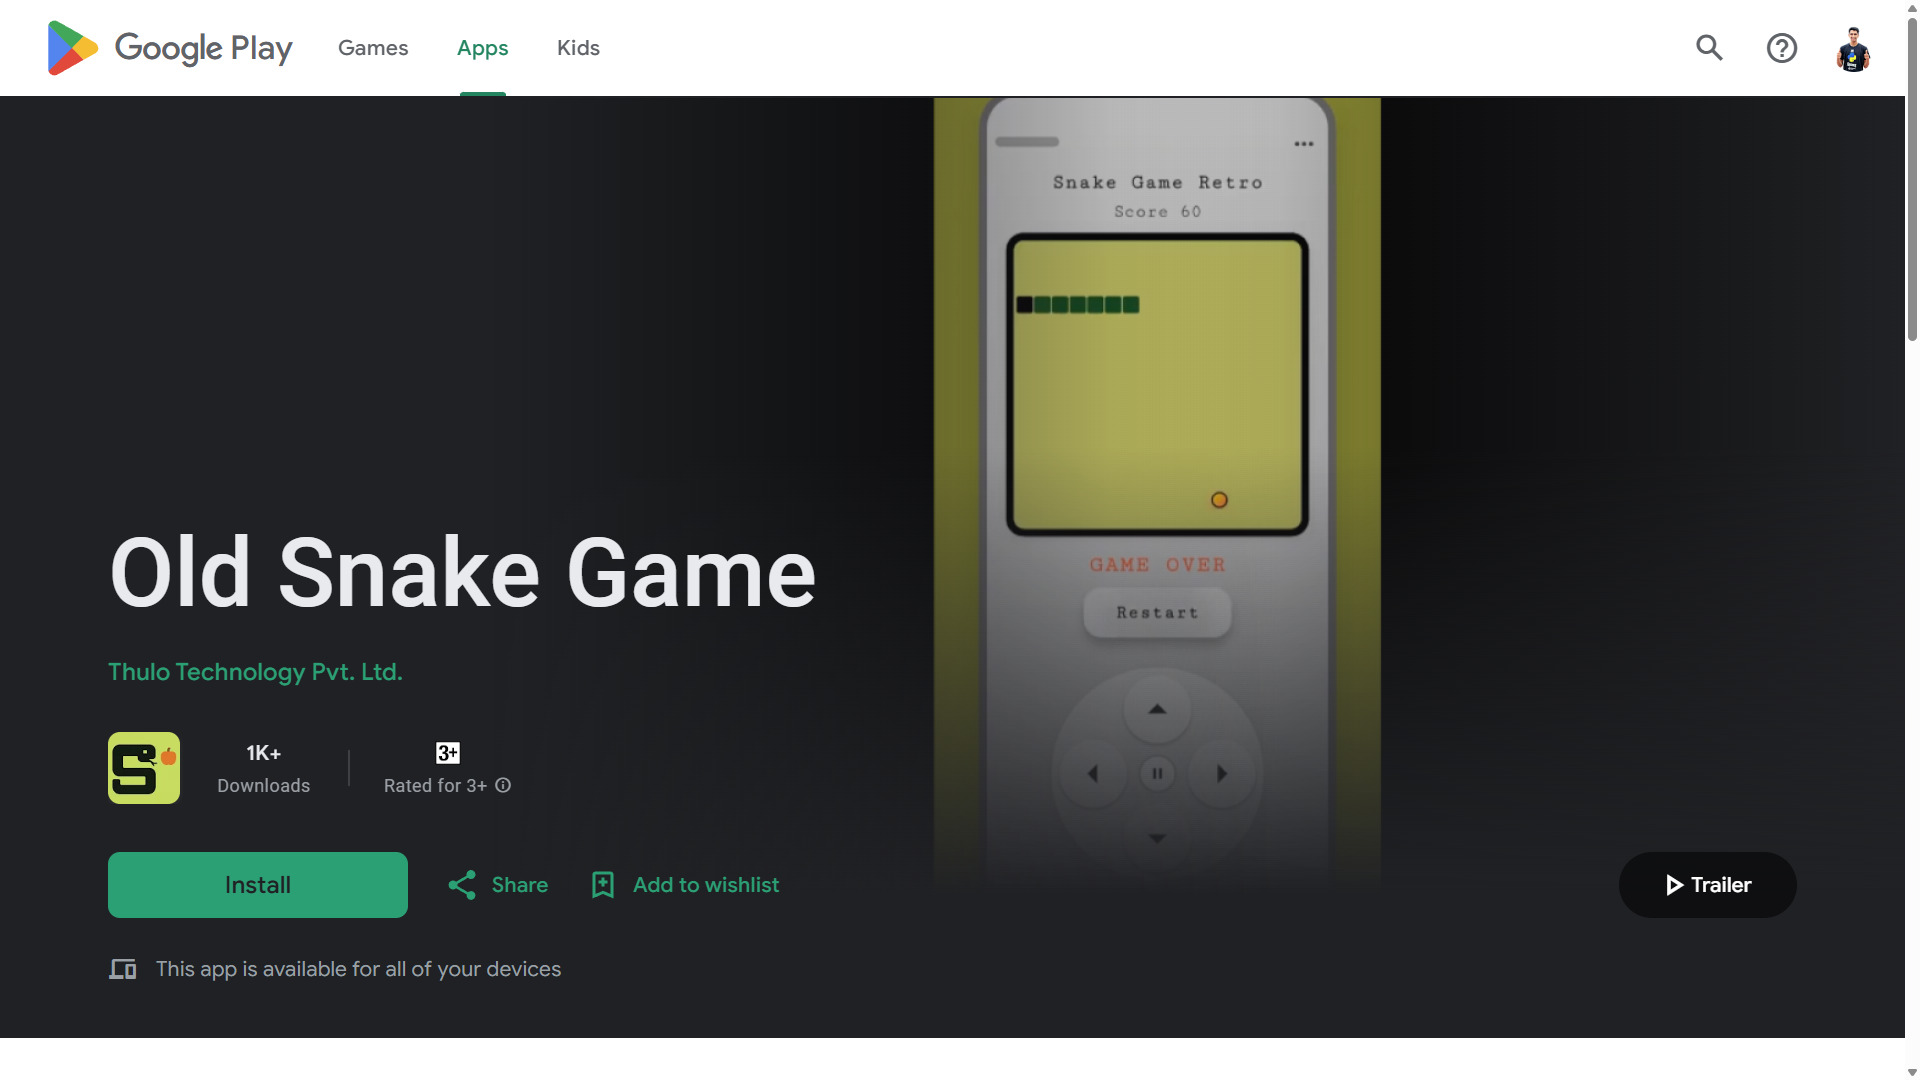 Google Play Games Apps Kids
Snake Game Retro
Score 60
GAME OVER
Restart
Old Snake Game
Thulo Technology Pvt. Ltd.
1K+
Downloads
3+
Rated for 3+
Install
Share
Add to wishlist
Trailer
This app is available for all of your devices